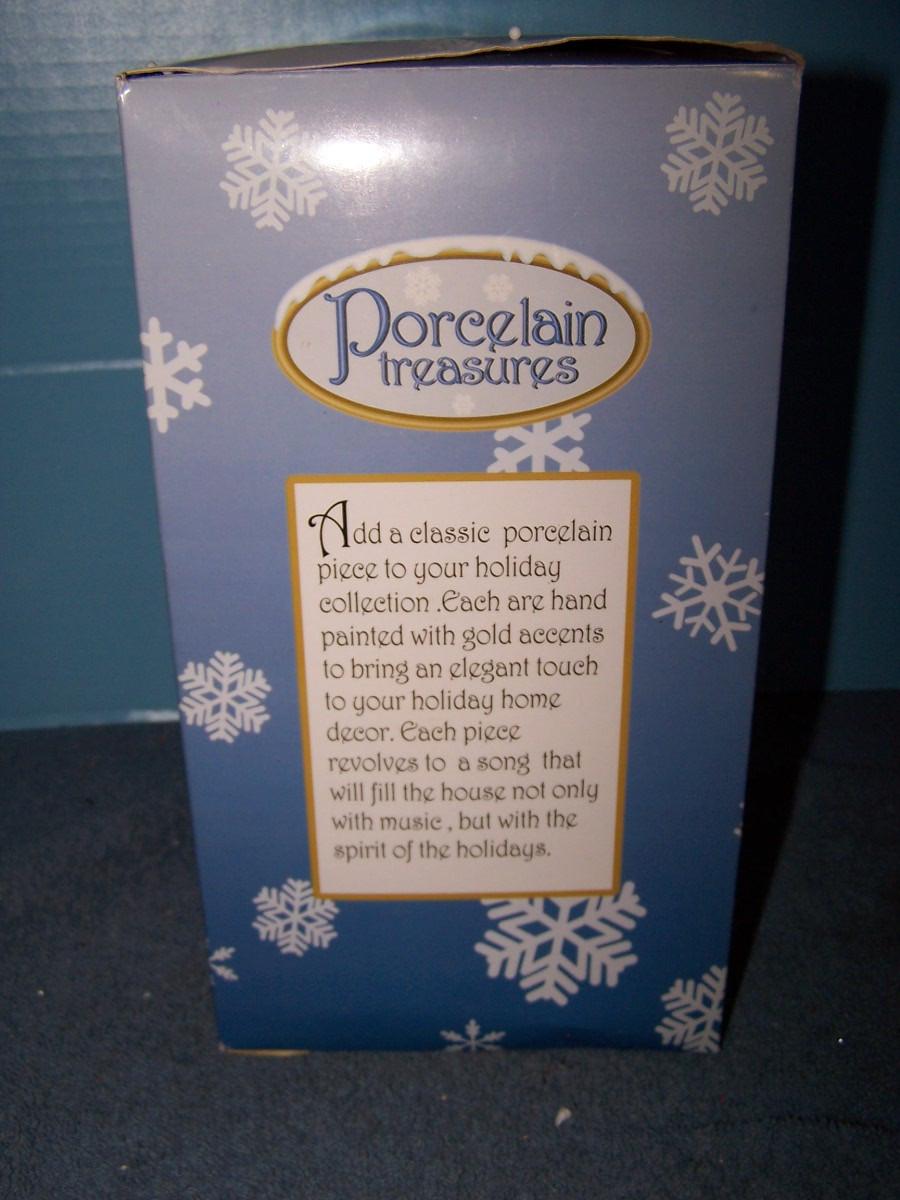 Porcelain
treasures
Add a classic porcelain
piece to your holiday
collection .Each are hand
painted with gold accents
to bring an elegant touch
to your holiday home
decor. Each piece
revolves to a song that
will fill the house not only
with music , but with the
spirit of the holidays.